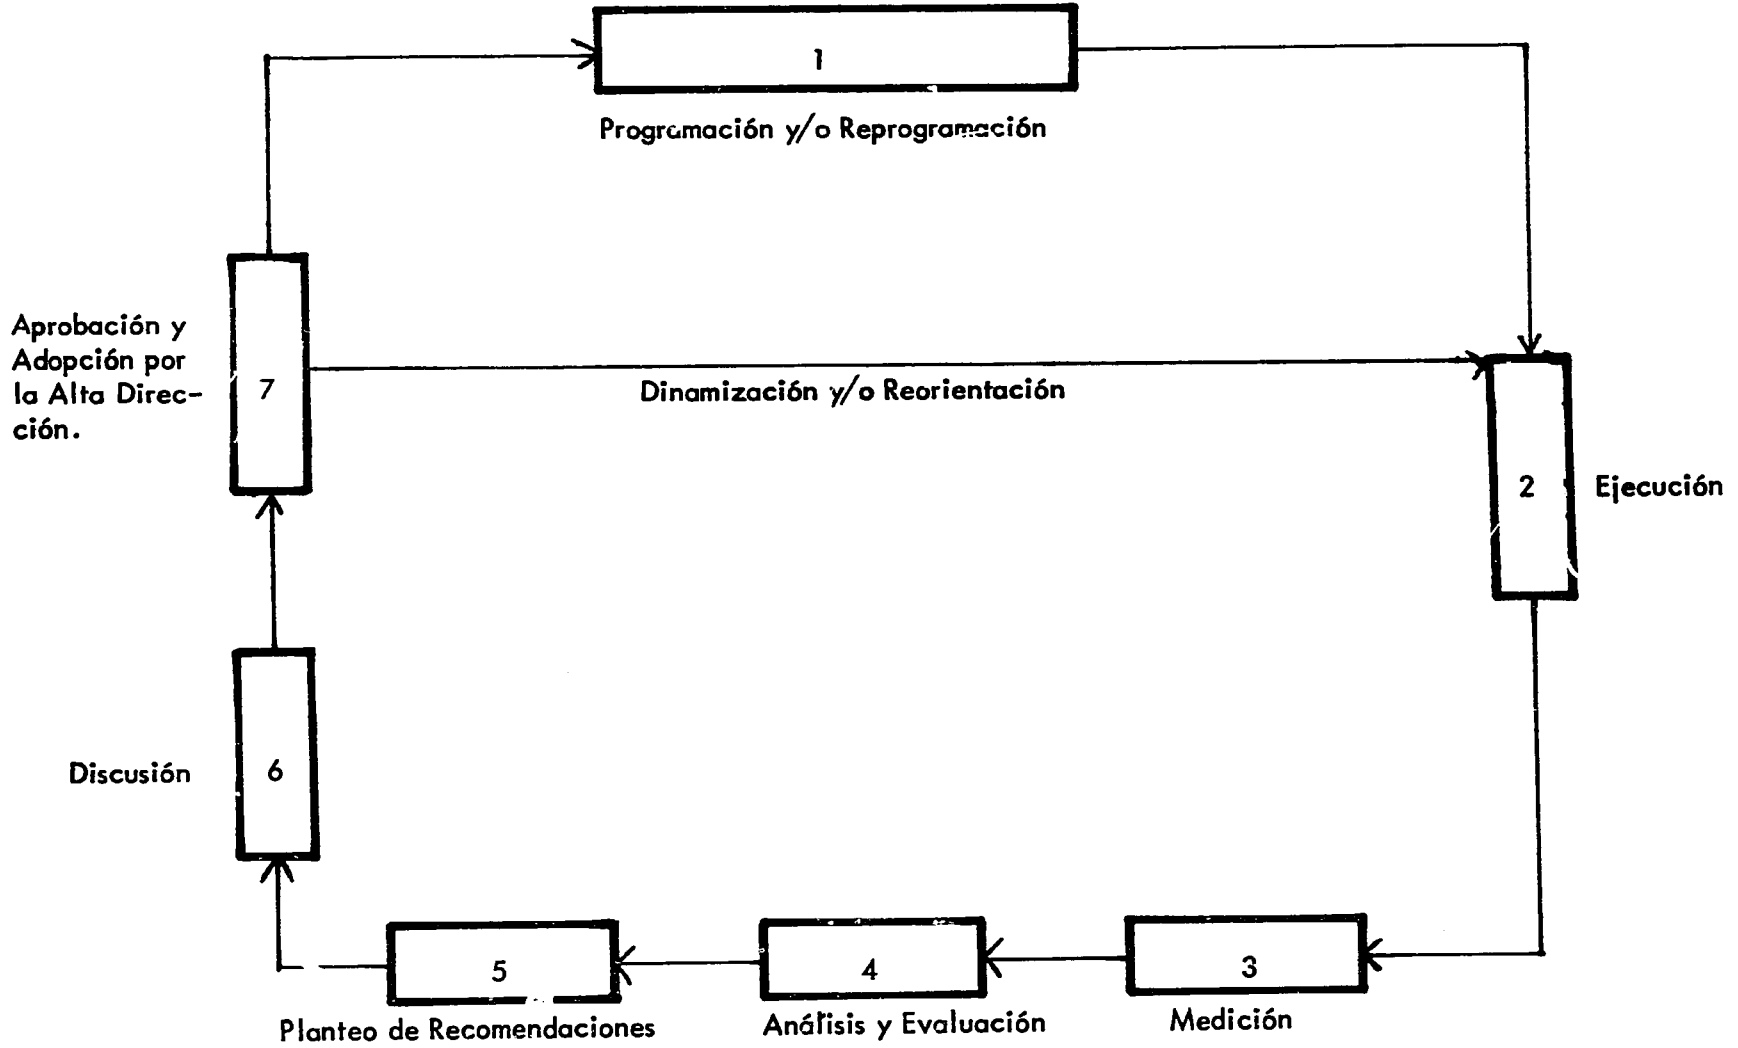 1
Programación y/o Reprogramación
Aprobación y
Adopción por
la Alta Direc-
ción.
7
Dinamización y/o Reorientación
2
Ejecución
Discusión
6
5
4
3
Planteo de Recomendaciones
Análisis y Evaluación
Medición